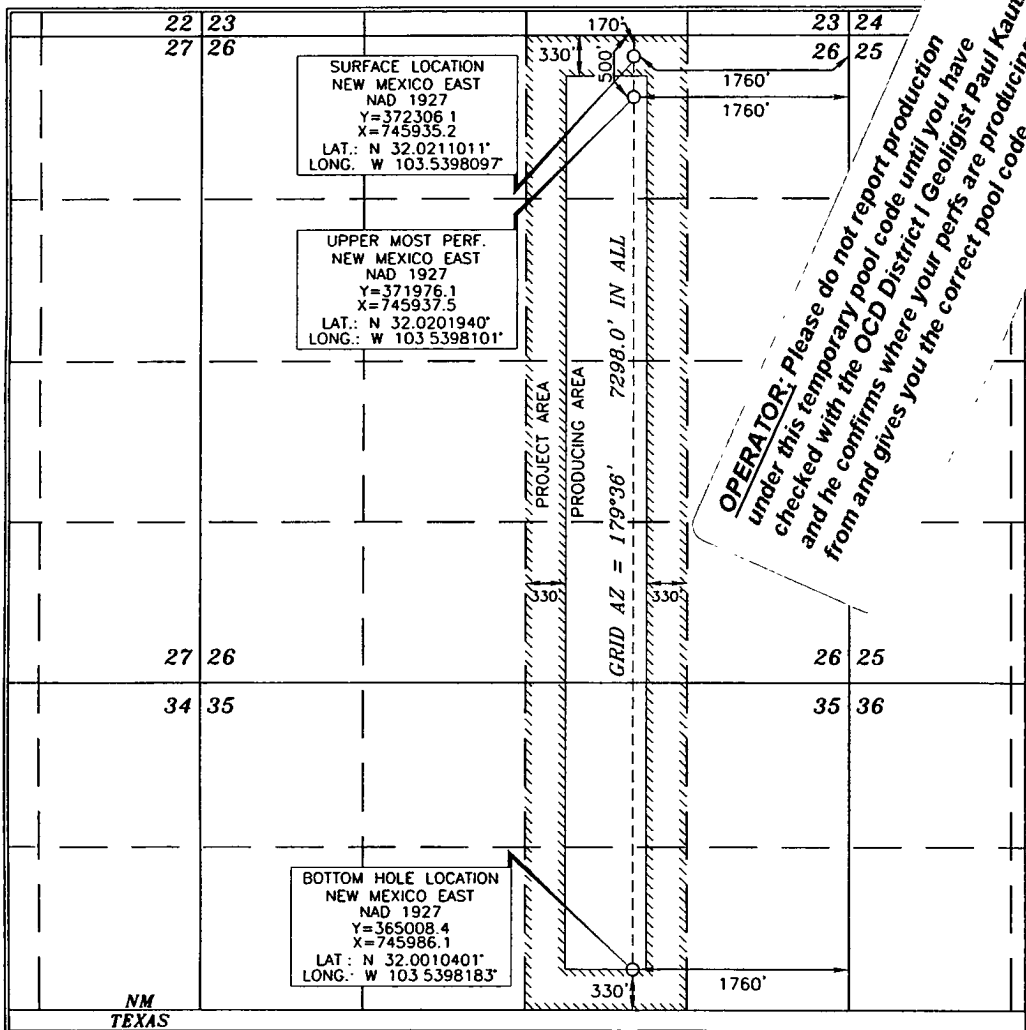 22 23
27 26
23 24
26 25
170'
330'
500'
1760'
1760'
SURFACE LOCATION
NEW MEXICO EAST
NAD 1927
Y=372306 1
X=745935.2
LAT.: N 32.0211011°
LONG. W 103.5398097°
UPPER MOST PERF.
NEW MEXICO EAST
NAD 1927
Y=371976.1
X=745937.5
LAT.: N 32.0201940°
LONG.: W 103 5398101°
OPERATOR: Please do not report production
under this temporary pool code until you have
checked with the OCD District I Geoligist Paul
and he confirms where your perfs are producing
from and gives you the correct pool code
PROJECT AREA
PRODUCING AREA
GRID AZ = 179°36' 7298.0' IN ALL
330'
330'
27 26
34 35
26 25
35 36
BOTTOM HOLE LOCATION
NEW MEXICO EAST
NAD 1927
Y=365008.4
X=745986.1
LAT : N 32.0010401°
LONG.: W 103 5398183°
330'
1760'
NM
TEXAS